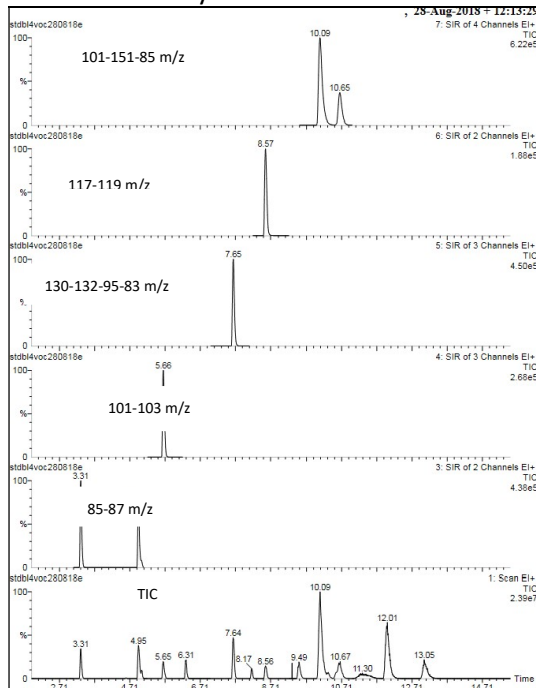 , 28-Aug-2018 + 12:13:29
stdbl4voc280818e
7: SIR of 4 Channels EI+
TIC
6.22e5
100
%
0
10.09
10.65
101-151-85 m/z
stdbl4voc280818e
6: SIR of 2 Channels EI+
TIC
1.88e5
100
%
0
8.57
117-119 m/z
stdbl4voc280818e
5: SIR of 3 Channels EI+
TIC
4.50e5
100
0
7.65
130-132-95-83 m/z
stdbl4voc280818e
4: SIR of 3 Channels EI+
TIC
2.68e5
100
%
0
5.66
101-103 m/z
stdbl4voc280818e
3: SIR of 2 Channels EI+
TIC
4.38e5
100
%
0
3.31
85-87 m/z
stdbl4voc280818e
1: Scan EI+
TIC
2.39e7
100
%
0
TIC
3.31
4.95
5.65
6.31
7.64
8.17
8.56
9.49
10.09
10.67
11.30
12.01
13.05
2.71
4.71
6.71
8.71
10.71
12.71
14.71
Time